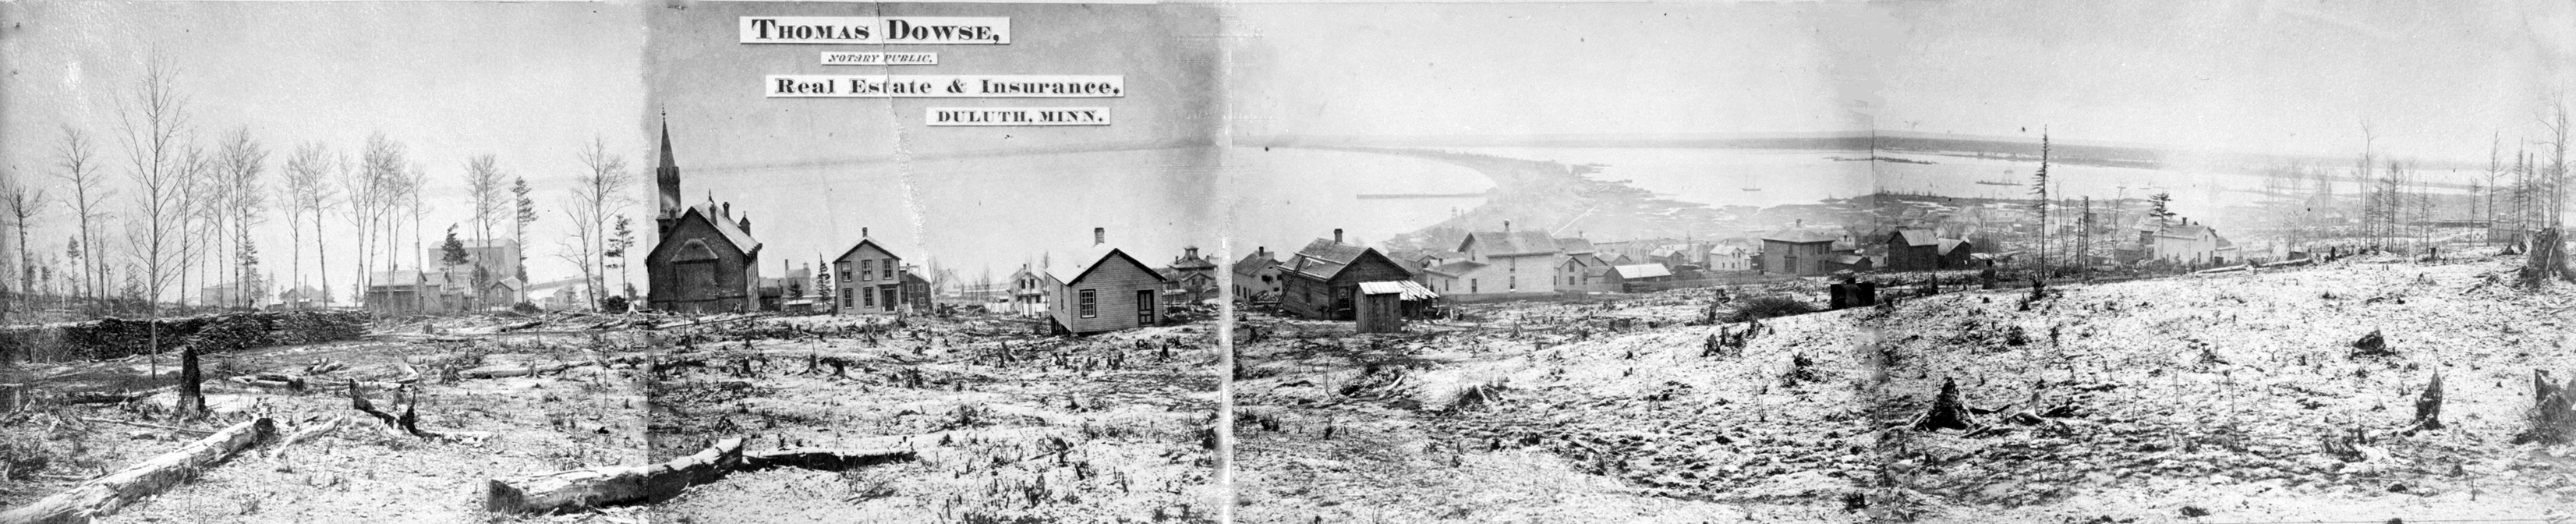 THOMAS DOWSE,
NOTARY PUBLIC.
Real Estate & Insurance,
DULUTH, MINN.